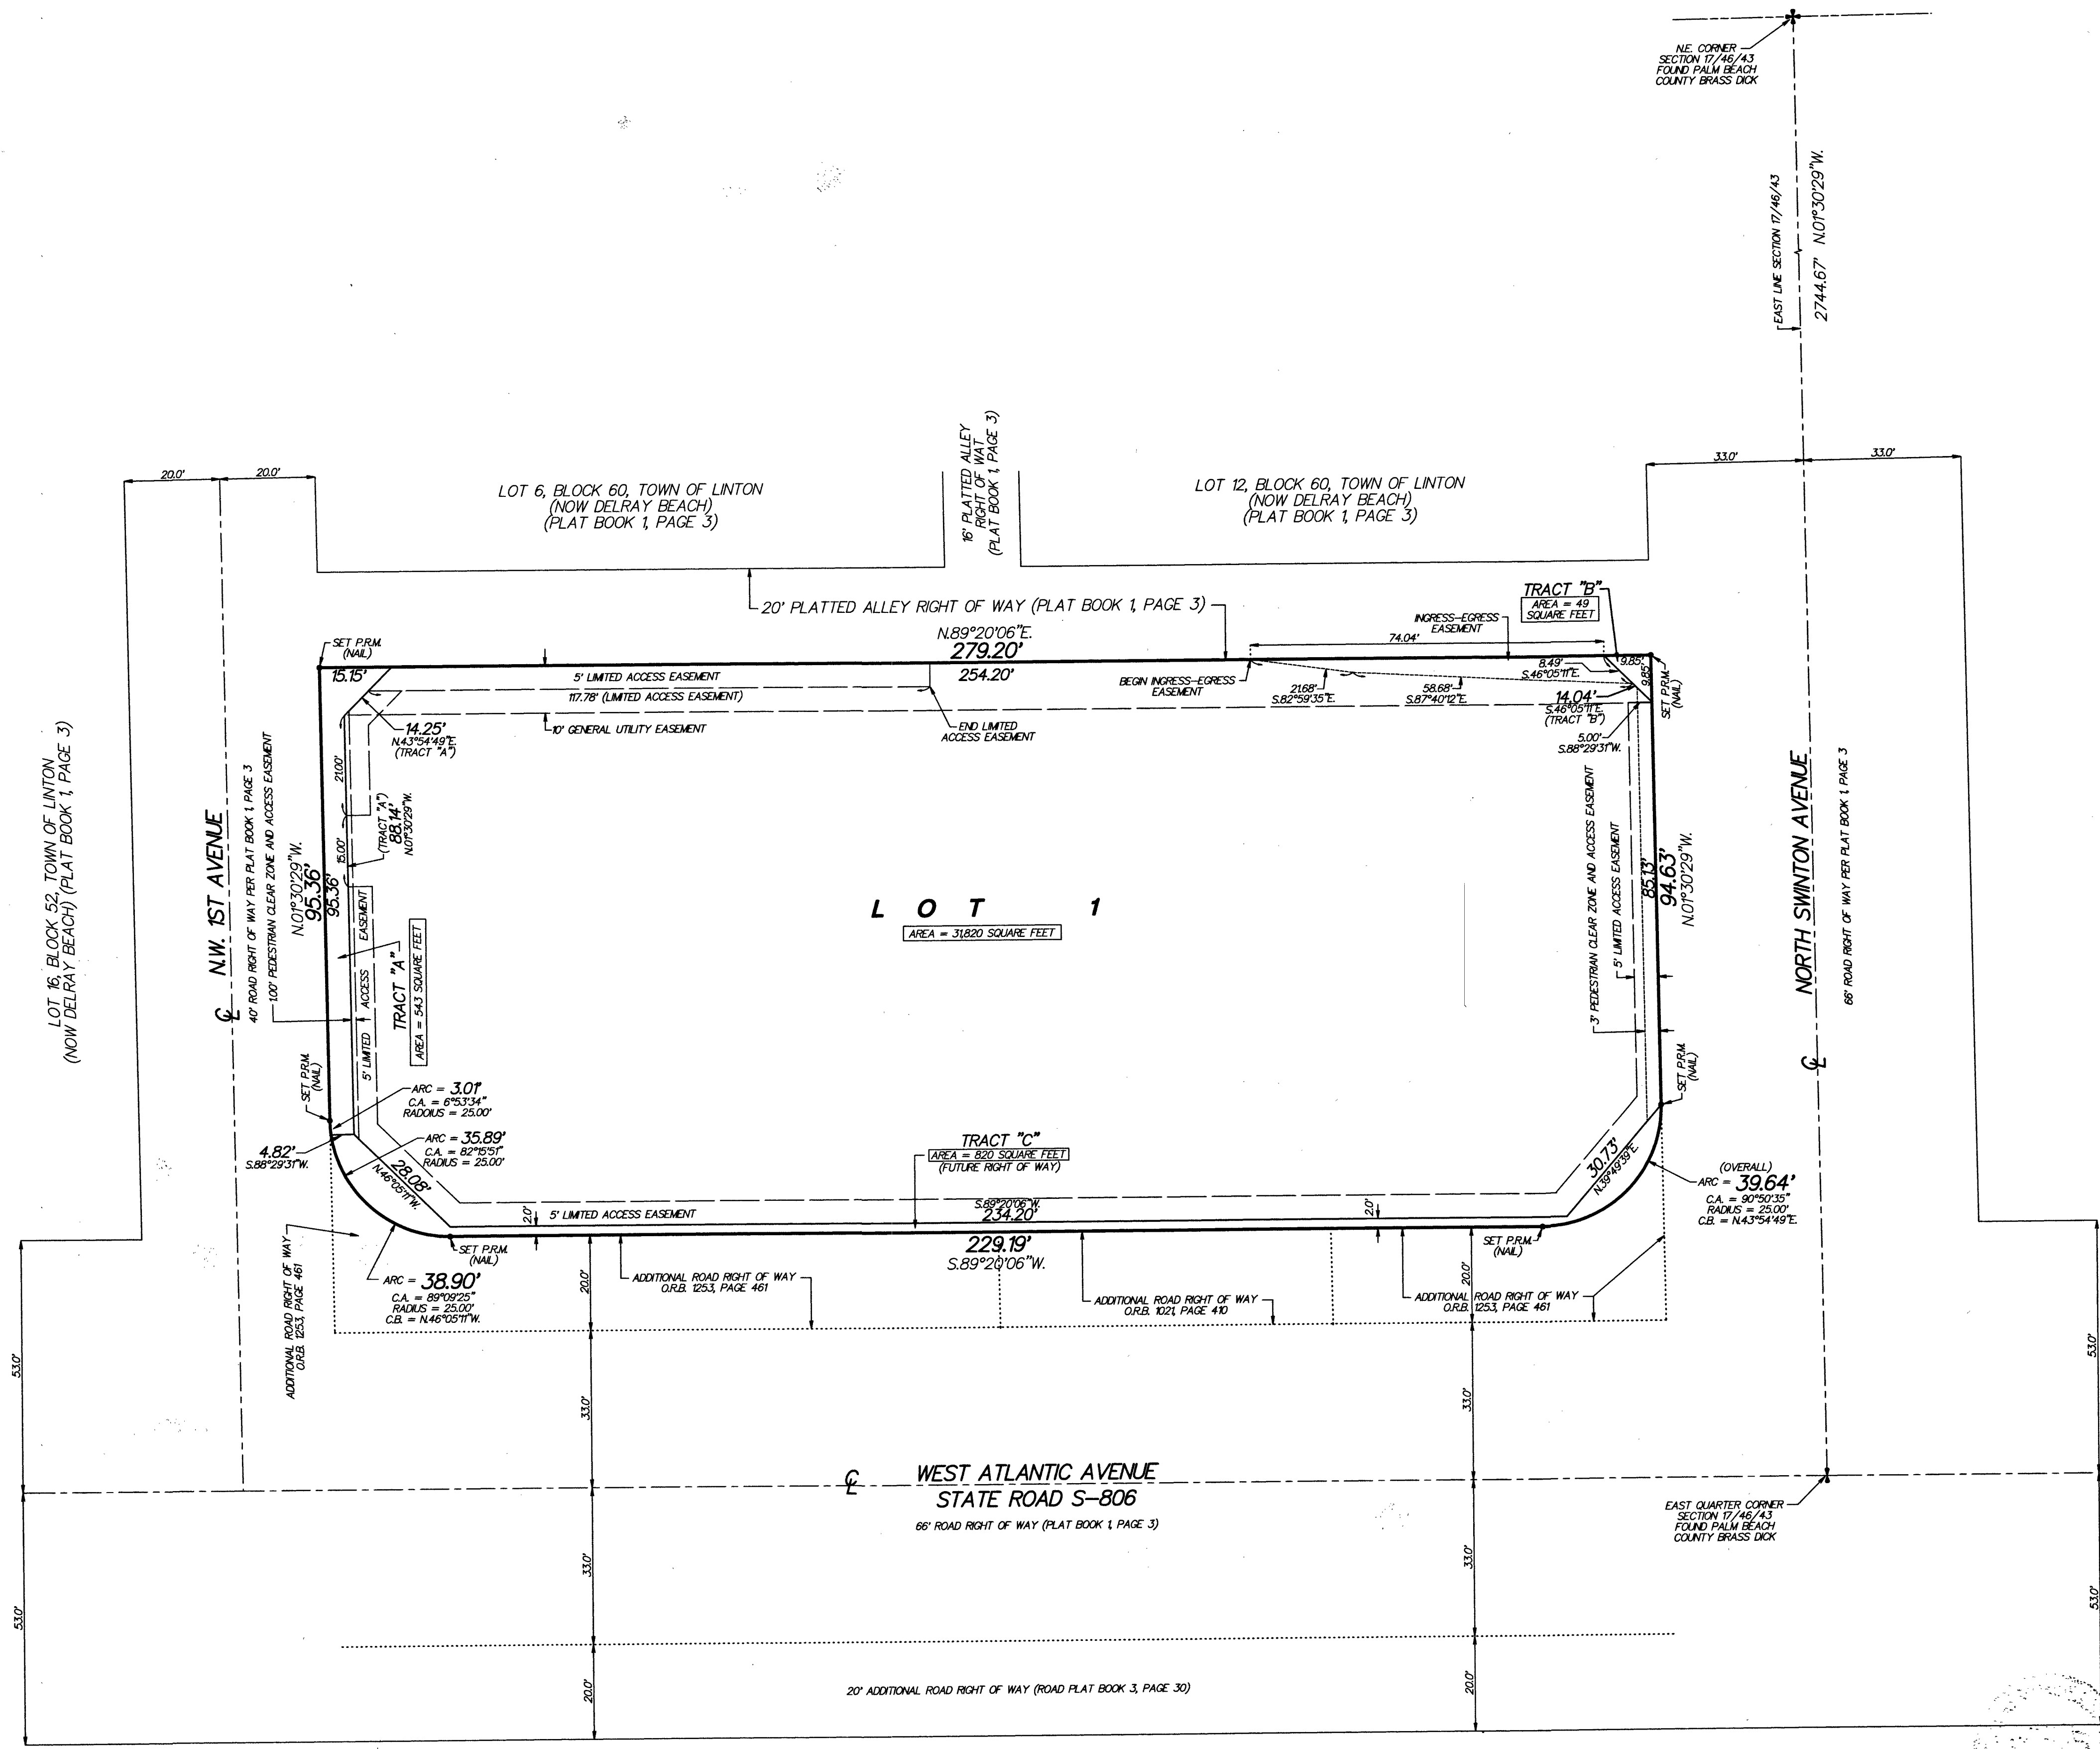 N.E. CORNER
SECTION 17/46/43
FOUND PALM BEACH
COUNTY BRASS DICK
EAST LINE SECTION 17/46/43
2744.67' N.01°30'29"W.
20.0'
20.0'
33.0'
33.0'
LOT 6, BLOCK 60, TOWN OF LINTON
(NOW DELRAY BEACH)
(PLAT BOOK 1, PAGE 3)
16' PLATTED ALLEY
RIGHT OF WAT
(PLAT BOOK 1, PAGE 3)
LOT 12, BLOCK 60, TOWN OF LINTON
(NOW DELRAY BEACH)
(PLAT BOOK 1, PAGE 3)
20' PLATTED ALLEY RIGHT OF WAY (PLAT BOOK 1, PAGE 3)
TRACT "B"
AREA = 49
SQUARE FEET
INGRESS-EGRESS
EASEMENT
74.04'
SET P.R.M.
(NAIL)
N.89°20'06"E.
279.20'
254.20'
15.15'
5' LIMITED ACCESS EASEMENT
117.78' (LIMITED ACCESS EASEMENT)
10' GENERAL UTILITY EASEMENT
END LIMITED
ACCESS EASEMENT
BEGIN INGRESS-EGRESS
EASEMENT
21.68'
S.82°59'35"E.
58.68'
S.87°40'12"E.
8.49'
S.46°05'11"E.
9.85'
9.85'
14.04'
S.46°05'11"E.
(TRACT "B")
5.00'
S.88°29'31"W.
SET P.R.M.
(NAIL)
14.25'
N.43°54'49"E.
(TRACT "A")
LOT 16, BLOCK 52, TOWN OF LINTON
(NOW DELRAY BEACH) (PLAT BOOK 1, PAGE 3)
N.W. 1ST AVENUE
40' ROAD RIGHT OF WAY PER PLAT BOOK 1, PAGE 3
1.00' PEDESTRIAN CLEAR ZONE AND ACCESS EASEMENT
N.01°30'29"W.
95.36'
95.36'
21.00'
15.00'
(TRACT "A")
88.14'
N.01°30'29"W.
5' LIMITED ACCESS EASEMENT
TRACT "A"
AREA = 543 SQUARE FEET
LOT 1
AREA = 31,820 SQUARE FEET
3' PEDESTRIAN CLEAR ZONE AND ACCESS EASEMENT
5' LIMITED ACCESS EASEMENT
85.13'
94.63'
N.01°30'29"W.
NORTH SWINTON AVENUE
66' ROAD RIGHT OF WAY PER PLAT BOOK 1, PAGE 3
SET P.R.M.
(NAIL)
SET P.R.M.
(NAIL)
ARC = 3.01'
C.A. = 6°53'34"
RADOIUS = 25.00'
4.82'
S.88°29'31"W.
ARC = 35.89'
C.A. = 82°15'51"
RADIUS = 25.00'
28.08'
N.46°05'11"W.
TRACT "C"
AREA = 820 SQUARE FEET
(FUTURE RIGHT OF WAY)
30.73'
N.39°49'39"E
(OVERALL)
ARC = 39.64'
C.A. = 90°50'35"
RADIUS = 25.00'
C.B. = N.43°54'49"E.
2.0'
5' LIMITED ACCESS EASEMENT
S.89°20'06"W.
234.20'
2.0'
SET P.R.M.
(NAIL)
229.19'
S.89°20'06"W.
SET P.R.M.
(NAIL)
ARC = 38.90'
C.A. = 89°09'25"
RADIUS = 25.00'
C.B. = N.46°05'11"W.
ADDITIONAL ROAD RIGHT OF WAY
O.R.B. 1253, PAGE 461
20.0'
ADDITIONAL ROAD RIGHT OF WAY
O.R.B. 1253, PAGE 461
ADDITIONAL ROAD RIGHT OF WAY
O.R.B. 1021, PAGE 410
ADDITIONAL ROAD RIGHT OF WAY
O.R.B. 1253, PAGE 461
20.0'
53.0'
33.0'
33.0'
53.0'
WEST ATLANTIC AVENUE
STATE ROAD S-806
66' ROAD RIGHT OF WAY (PLAT BOOK 1, PAGE 3)
EAST QUARTER CORNER
SECTION 17/46/43
FOUND PALM BEACH
COUNTY BRASS DICK
53.0'
33.0'
33.0'
53.0'
20.0'
20' ADDITIONAL ROAD RIGHT OF WAY (ROAD PLAT BOOK 3, PAGE 30)
20.0'